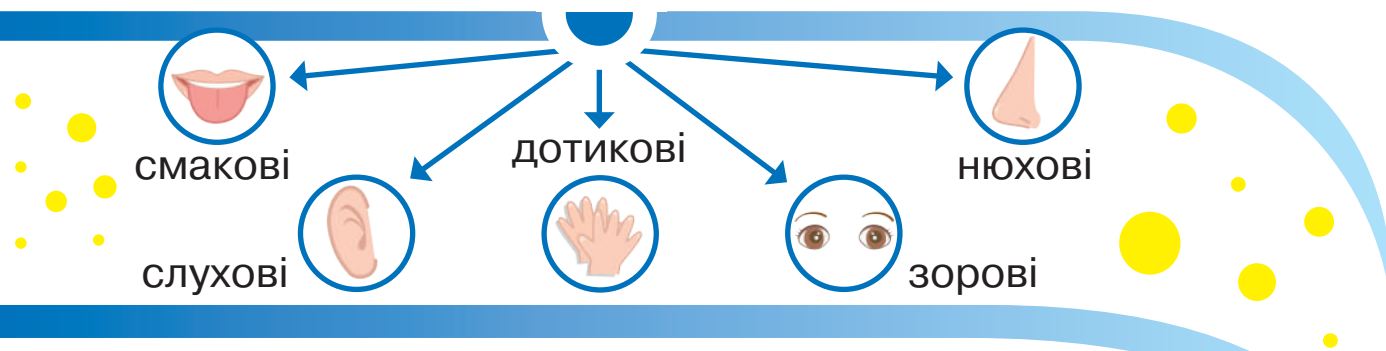 смакові
дотикові
нюхові
слухові
зорові